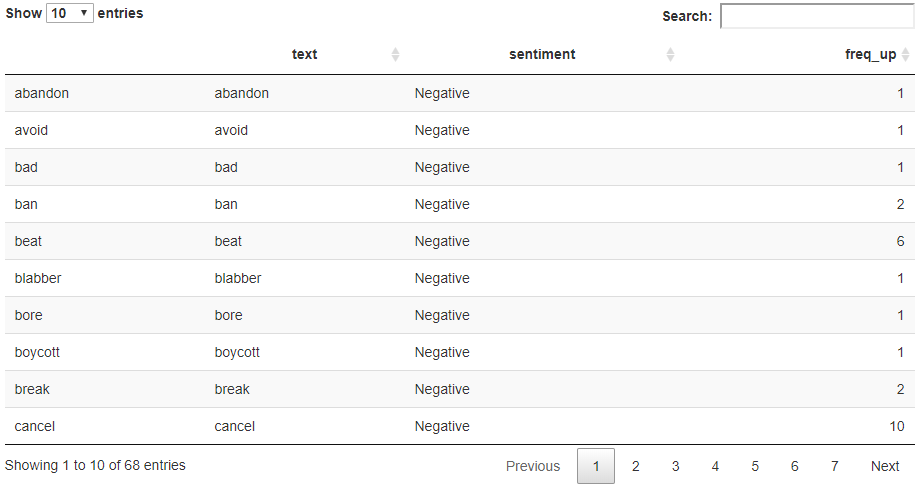 Show 10 entries Search:
text sentiment freq_up
abandon abandon Negative 1
avoid avoid Negative 1
bad bad Negative 1
ban ban Negative 2
beat beat Negative 6
blabber blabber Negative 1
bore bore Negative 1
boycott boycott Negative 1
break break Negative 2
cancel cancel Negative 10
Showing 1 to 10 of 68 entries Previous 1 2 3 4 5 6 7 Next